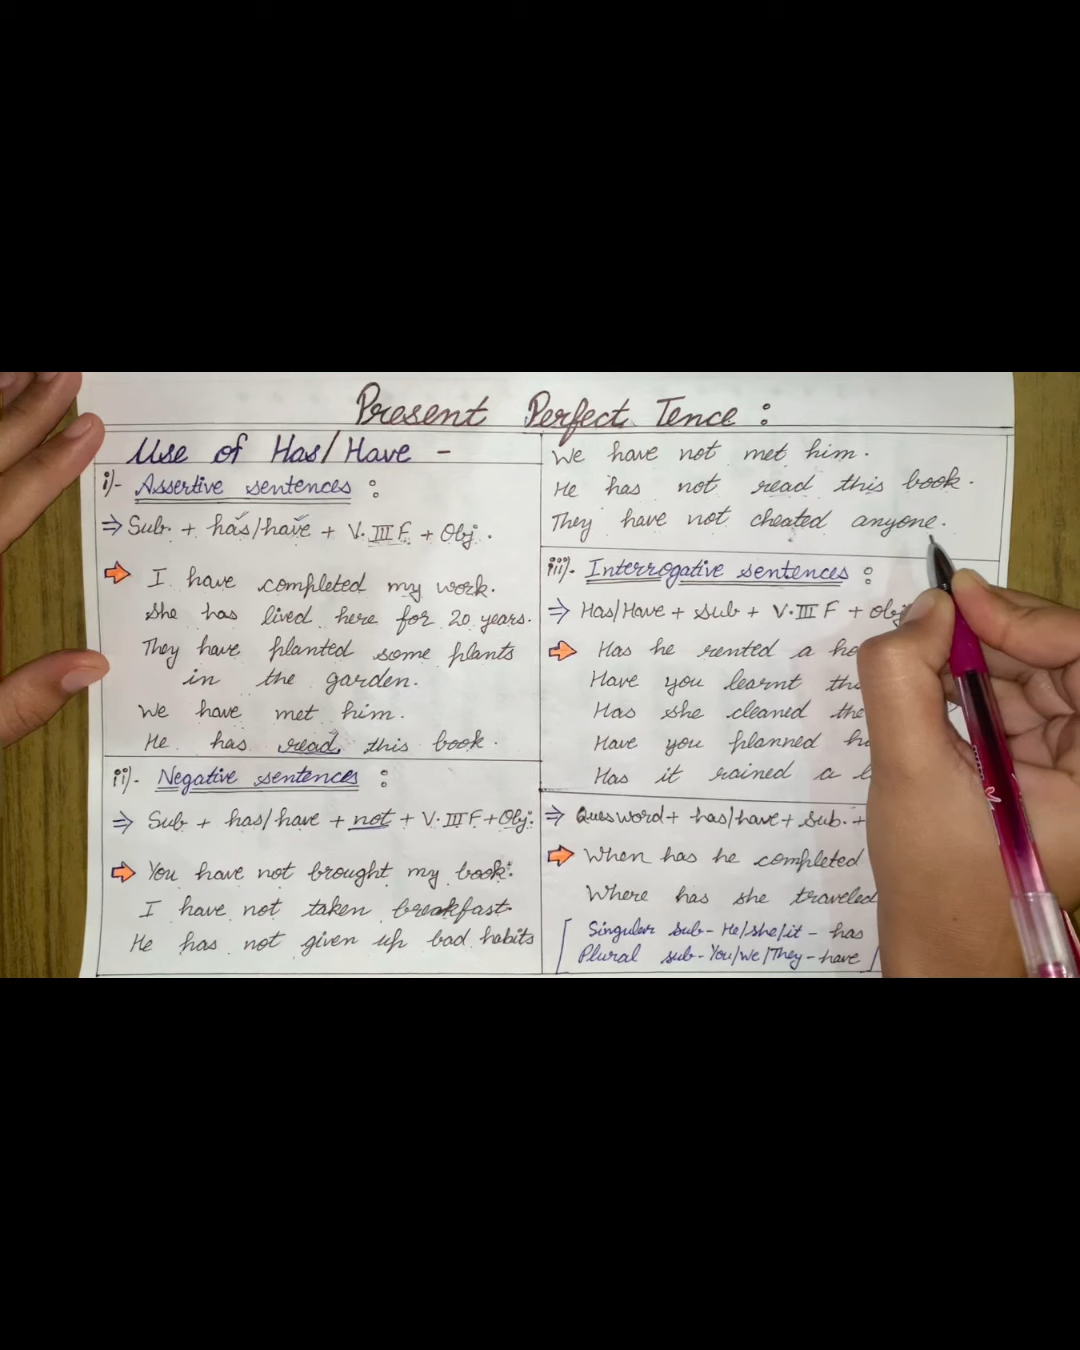 Present Perfect Tence :
Use of Has/Have -
i)- Assertive sentences :
⇒ Sub + has/have + V.III F + Obj.
I have completed my work.
She has lived here for 20 years.
They have planted some plants
in the garden.
We have met him.
He has read this book.
ii)- Negative sentences :
⇒ Sub + has/have + not + V.III F + Obj.
You have not brought my book.
I have not taken breakfast.
He has not given up bad habits
We have not met him.
He has not read this book.
They have not cheated anyone.
iii)- Interrogative sentences :
⇒ Has/Have + sub + V.III F + obj
Has he rented a
Have you learnt
Has she cleaned the
Have you planned
Has it rained a
⇒ Ques word + has/have + sub. +
When has he completed
Where has she traveled
[ Singular sub - He/she/it - has
Plural sub - You/We/They - have ]